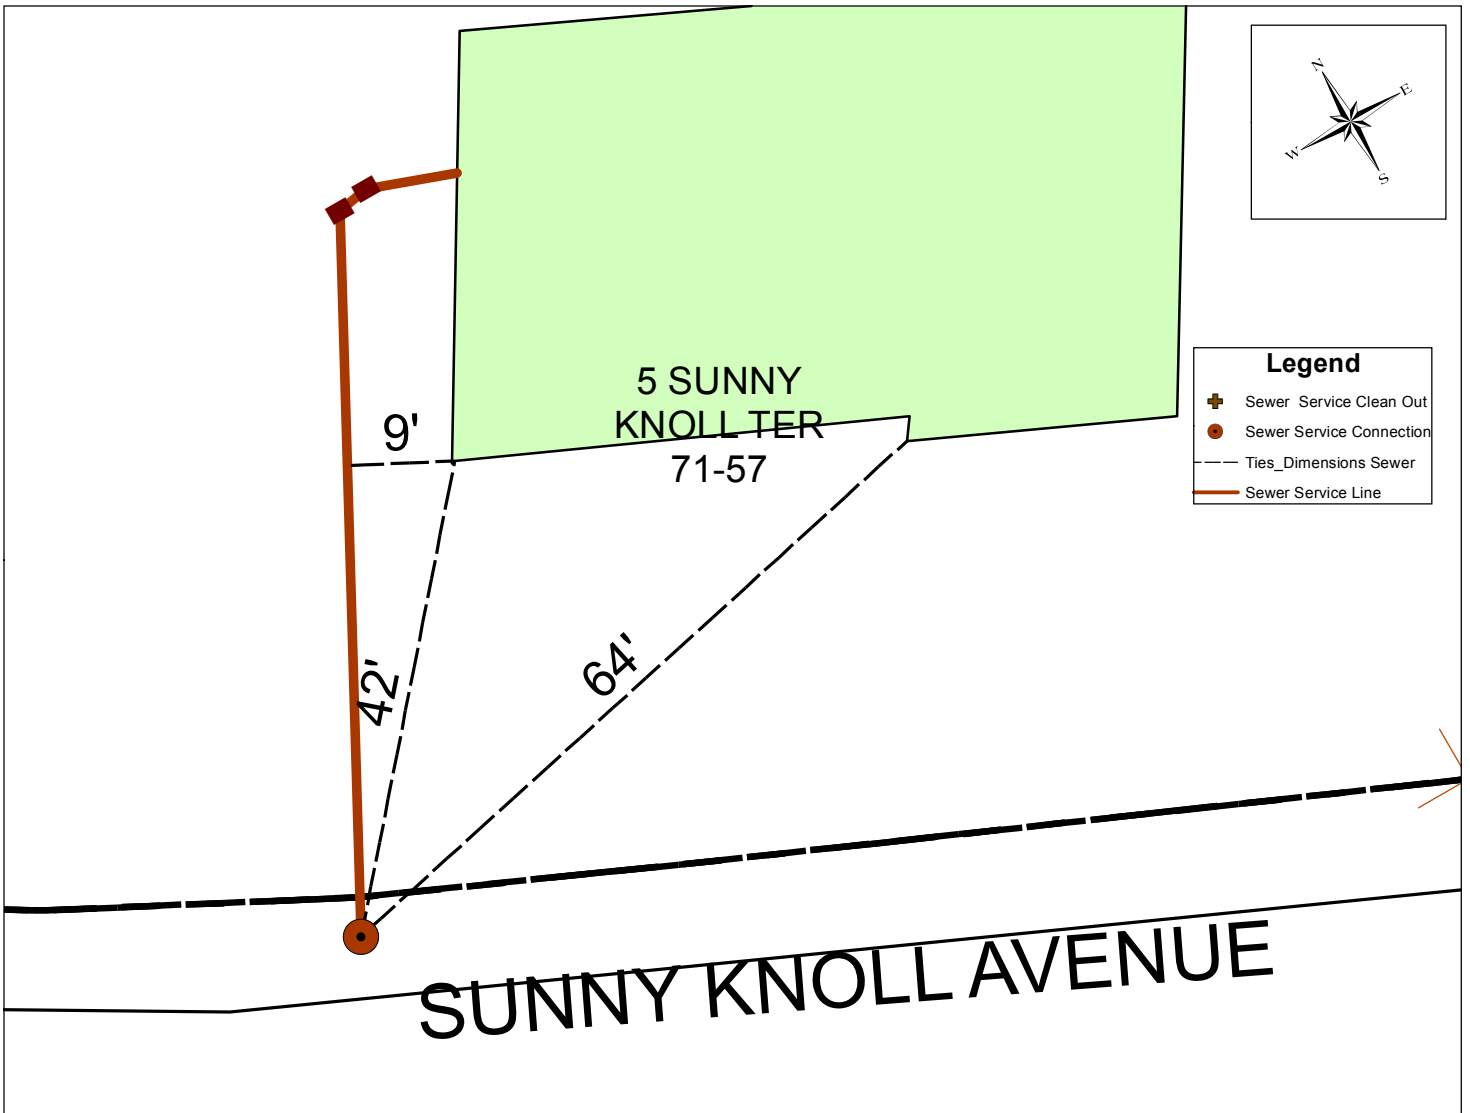 N
E
W
S
5 SUNNY
KNOLL TER
71-57
Legend
Sewer Service Clean Out
Sewer Service Connection
Ties_Dimensions Sewer
Sewer Service Line
9'
42'
64'
SUNNY KNOLL AVENUE